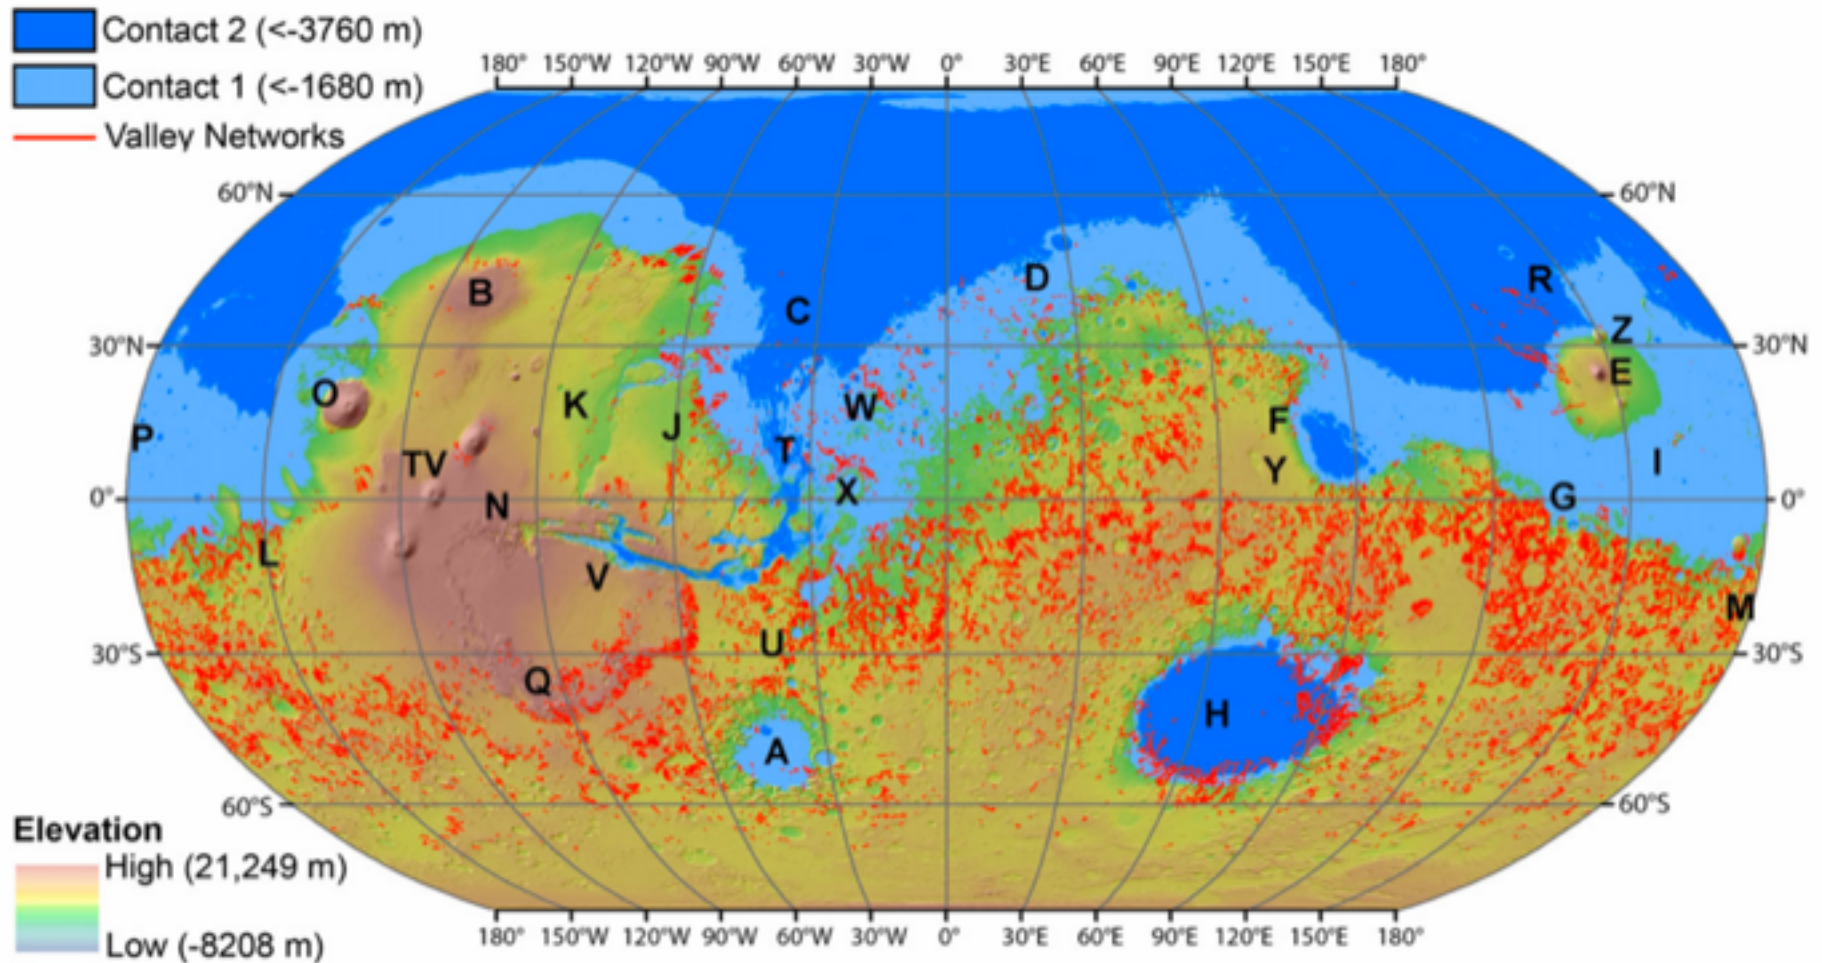 Contact 2 (<-3760 m)
Contact 1 (<-1680 m)
Valley Networks
180° 150°W 120°W 90°W 60°W 30°W 0° 30°E 60°E 90°E 120°E 150°E 180°
60°N 60°N
D R
B
C
30°N Z 30°N
E
O
K W
J F
P
T
TV Y I
X
N G
0° 0°
L
V
M
U
30°S 30°S
Q
H
A
60°S 60°S
Elevation
High (21,249 m)
Low (-8208 m)
180° 150°W 120°W 90°W 60°W 30°W 0° 30°E 60°E 90°E 120°E 150°E 180°